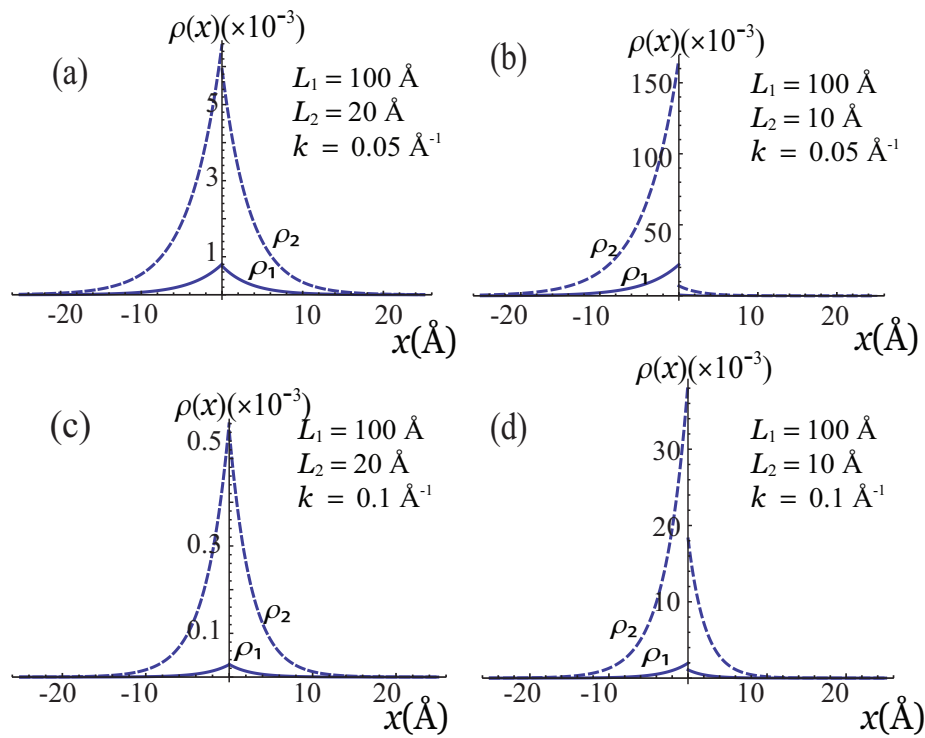 ρ(x)(×10⁻³)
(a)
L₁ = 100 Å
L₂ = 20 Å
k = 0.05 Å⁻¹
5
3
1
ρ₂
ρ₁
-20 -10 10 20
x(Å)
ρ(x)(×10⁻³)
(b)
L₁ = 100 Å
L₂ = 10 Å
k = 0.05 Å⁻¹
150
100
50
ρ₂
ρ₁
-20 -10 10 20
x(Å)
ρ(x)(×10⁻³)
(c)
L₁ = 100 Å
L₂ = 20 Å
k = 0.1 Å⁻¹
0.5
0.3
0.1
ρ₂
ρ₁
-20 -10 10 20
x(Å)
ρ(x)(×10⁻³)
(d)
L₁ = 100 Å
L₂ = 10 Å
k = 0.1 Å⁻¹
30
20
10
ρ₂
ρ₁
-20 -10 10 20
x(Å)